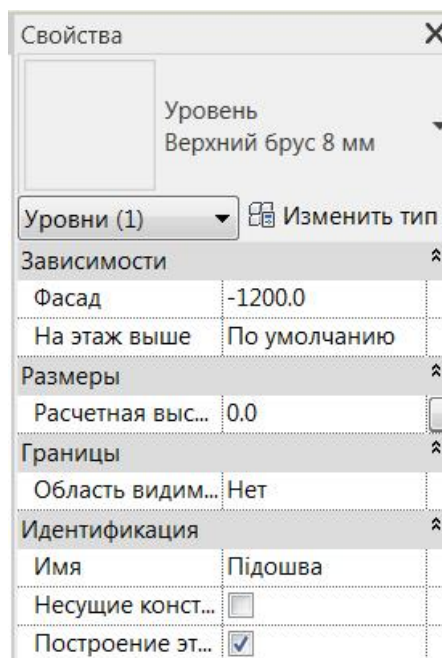 Свойства
Уровень
Верхний брус 8 мм
Уровни (1)
Изменить тип
Зависимости
Фасад -1200.0
На этаж выше По умолчанию
Размеры
Расчетная выс... 0.0
Границы
Область видим... Нет
Идентификация
Имя Підошва
Несущие конст...
Построение эт...